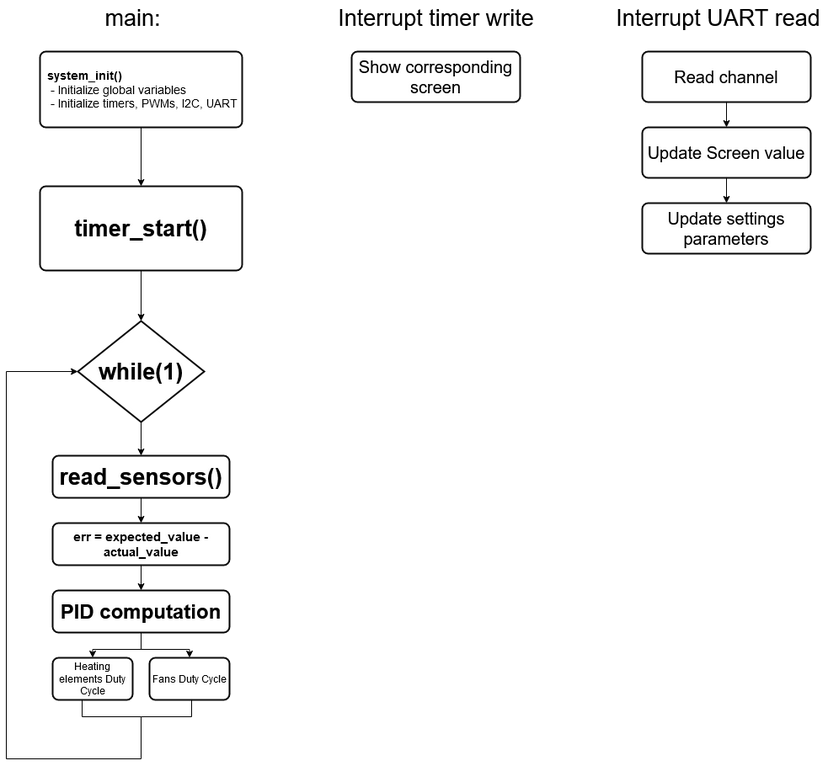 main:
system_init()
- Initialize global variables
- Initialize timers, PWMs, I2C, UART
timer_start()
while(1)
read_sensors()
err = expected_value -
actual_value
PID computation
Heating
elements Duty
Cycle
Fans Duty Cycle
Interrupt timer write
Show corresponding
screen
Interrupt UART read
Read channel
Update Screen value
Update settings
parameters